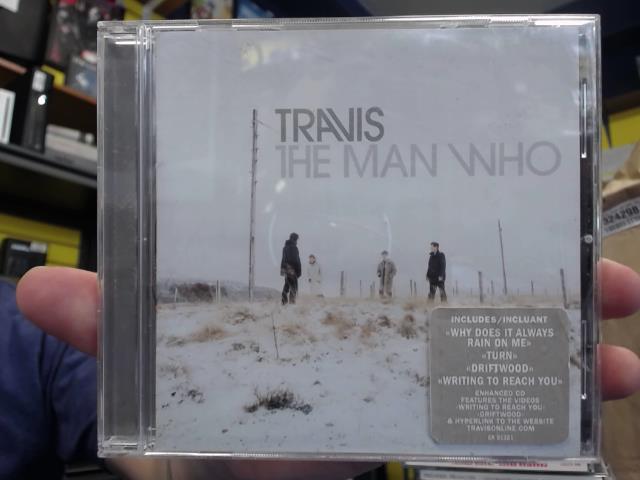 TRAVIS
THE MAN WHO
INCLUDES/INCLUANT
«WHY DOES IT ALWAYS
RAIN ON ME»
«TURN»
«DRIFTWOOD»
«WRITING TO REACH YOU»
ENHANCED CD
FEATURES THE VIDEOS
‹WRITING TO REACH YOU›
‹DRIFTWOOD›
& HYPERLINK TO THE WEBSITE
TRAVISONLINE.COM
324298